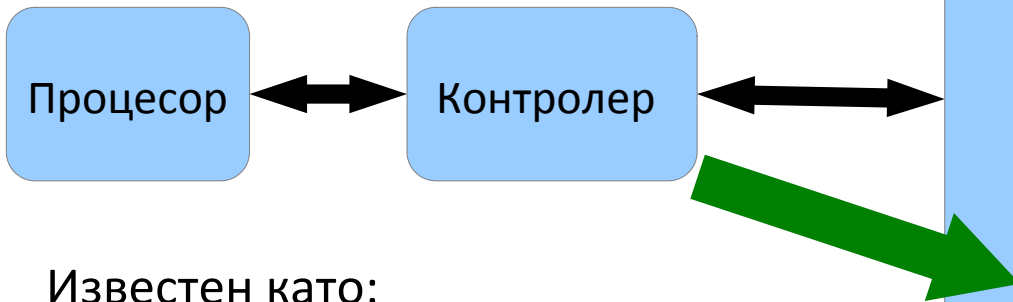 Процесор
Контролер
Известен като: